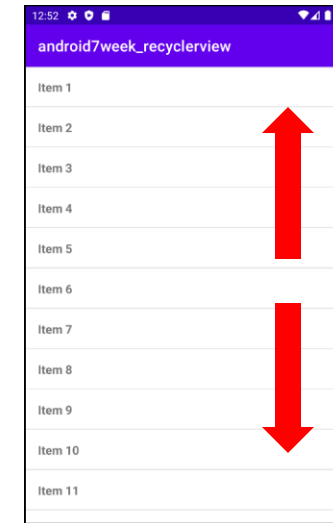 12:52
android7week_recyclerview
Item 1
Item 2
Item 3
Item 4
Item 5
Item 6
Item 7
Item 8
Item 9
Item 10
Item 11